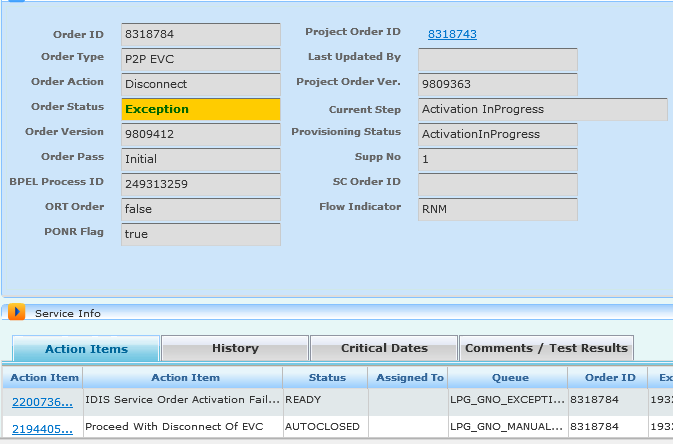 Order ID 8318784 Project Order ID 8318743
Order Type P2P EVC Last Updated By
Order Action Disconnect Project Order Ver. 9809363
Order Status Exception Current Step Activation InProgress
Order Version 9809412 Provisioning Status ActivationInProgress
Order Pass Initial Supp No 1
BPEL Process ID 249313259 SC Order ID
ORT Order false Flow Indicator RNM
PONR Flag true
Service Info
Action Items History Critical Dates Comments / Test Results
Action Item Action Item Status Assigned To Queue Order ID Ex
2200736... IDIS Service Order Activation Fail... READY LPG_GNO_EXCEPTI... 8318784 193
2194405... Proceed With Disconnect Of EVC AUTOCLOSED LPG_GNO_MANUAL... 8318784 193